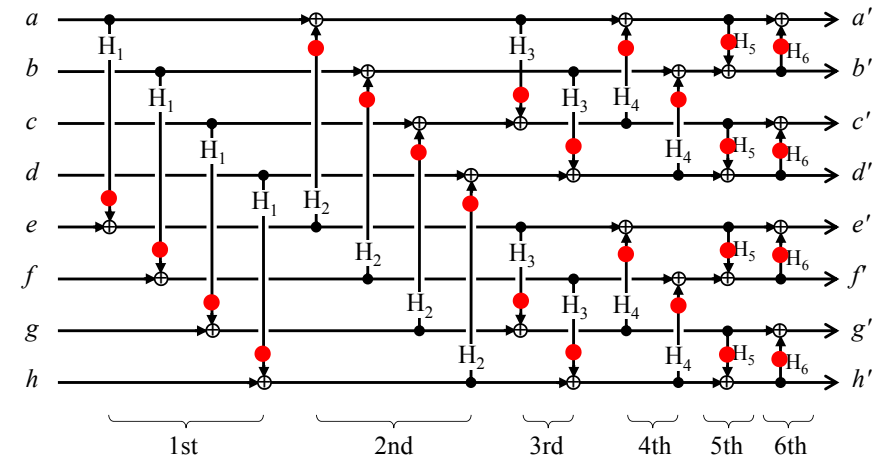 a a′
H1 H3 H5 H6
b b′
H1 H4 H3
c c′
H1 H4 H5 H6
d d′
H1 H2
e e′
H2 H3 H5 H6
f f′
H2 H4 H3
g g′
H2 H4 H5 H6
h h′
1st 2nd 3rd 4th 5th 6th